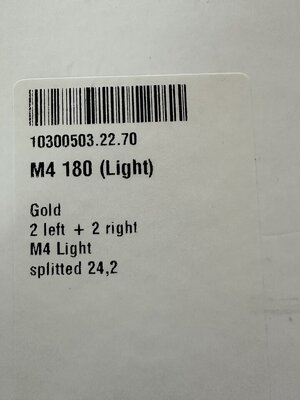 10300503.22.70
M4 180 (Light)
Gold
2 left + 2 right
M4 Light
splitted 24,2